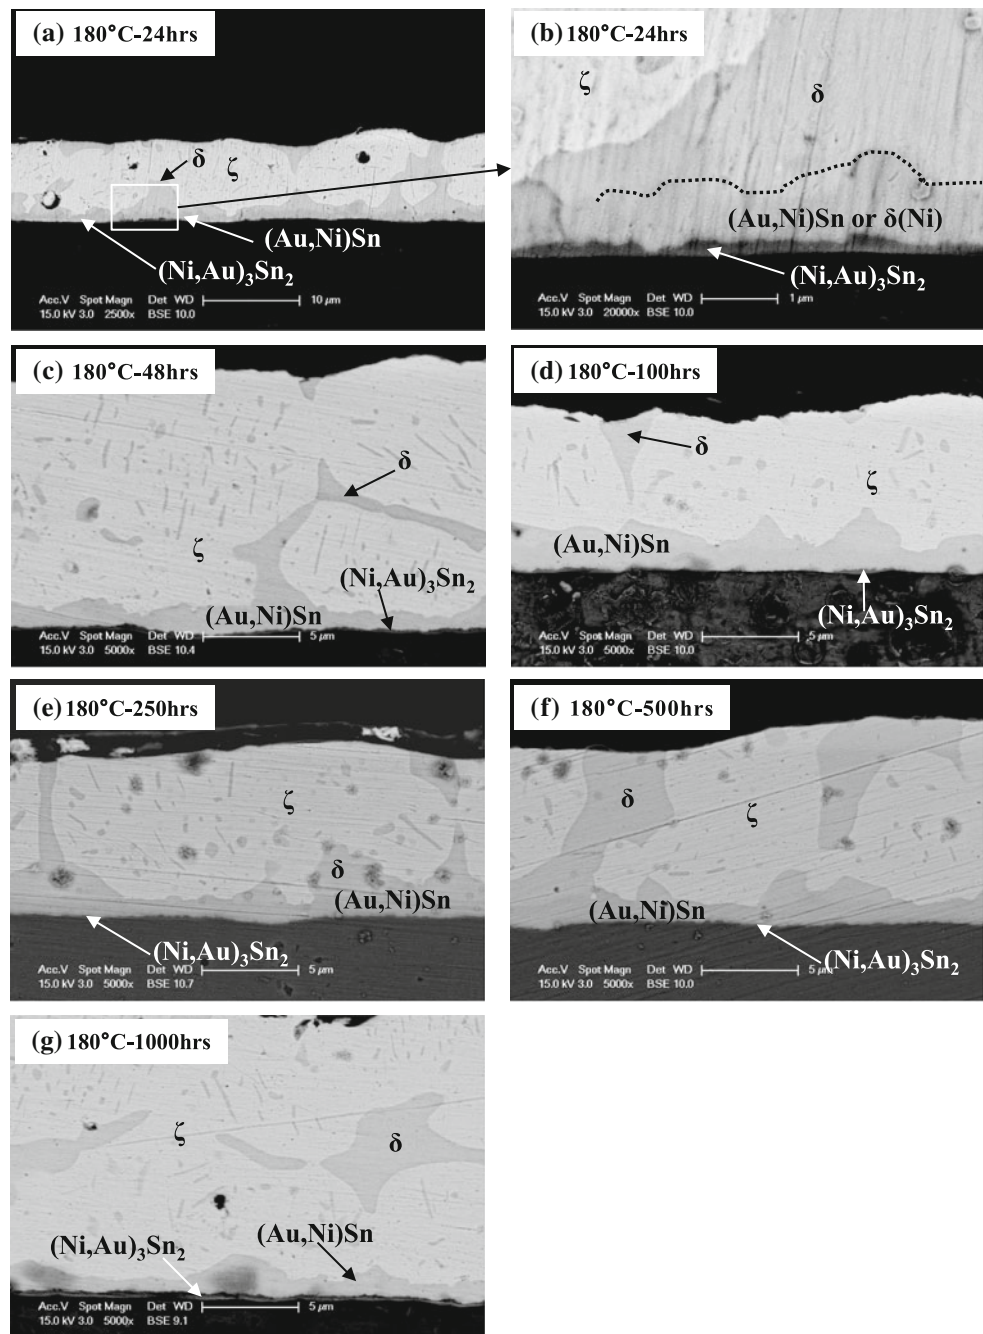 (a) 180°C-24hrs
δ
ζ
(Au,Ni)Sn
(Ni,Au)₃Sn₂
Acc.V Spot Magn Det WD 10 μm
15.0 kV 3.0 2500x BSE 10.0
(b) 180°C-24hrs
ζ
δ
(Au,Ni)Sn or δ(Ni)
(Ni,Au)₃Sn₂
Acc.V Spot Magn Det WD 1 μm
15.0 kV 3.0 20000x BSE 10.0
(c) 180°C-48hrs
δ
ζ
(Ni,Au)₃Sn₂
(Au,Ni)Sn
Acc.V Spot Magn Det WD 5 μm
15.0 kV 3.0 5000x BSE 10.4
(d) 180°C-100hrs
δ
ζ
(Au,Ni)Sn
(Ni,Au)₃Sn₂
Acc.V Spot Magn Det WD 5 μm
15.0 kV 3.0 5000x BSE 10.0
(e) 180°C-250hrs
ζ
δ
(Au,Ni)Sn
(Ni,Au)₃Sn₂
Acc.V Spot Magn Det WD 5 μm
15.0 kV 3.0 5000x BSE 10.7
(f) 180°C-500hrs
δ
ζ
(Au,Ni)Sn
(Ni,Au)₃Sn₂
Acc.V Spot Magn Det WD 5 μm
15.0 kV 3.0 5000x BSE 10.0
(g) 180°C-1000hrs
ζ
δ
(Ni,Au)₃Sn₂
(Au,Ni)Sn
Acc.V Spot Magn Det WD 5 μm
15.0 kV 3.0 5000x BSE 9.1